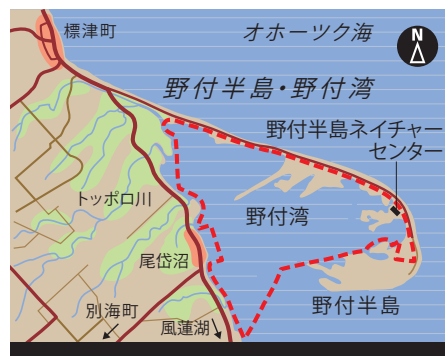 標津町
オホーツク海
N
野付半島・野付湾
野付半島ネイチャー
センター
トッポロ川
野付湾
尾岱沼
野付半島
別海町
風蓮湖